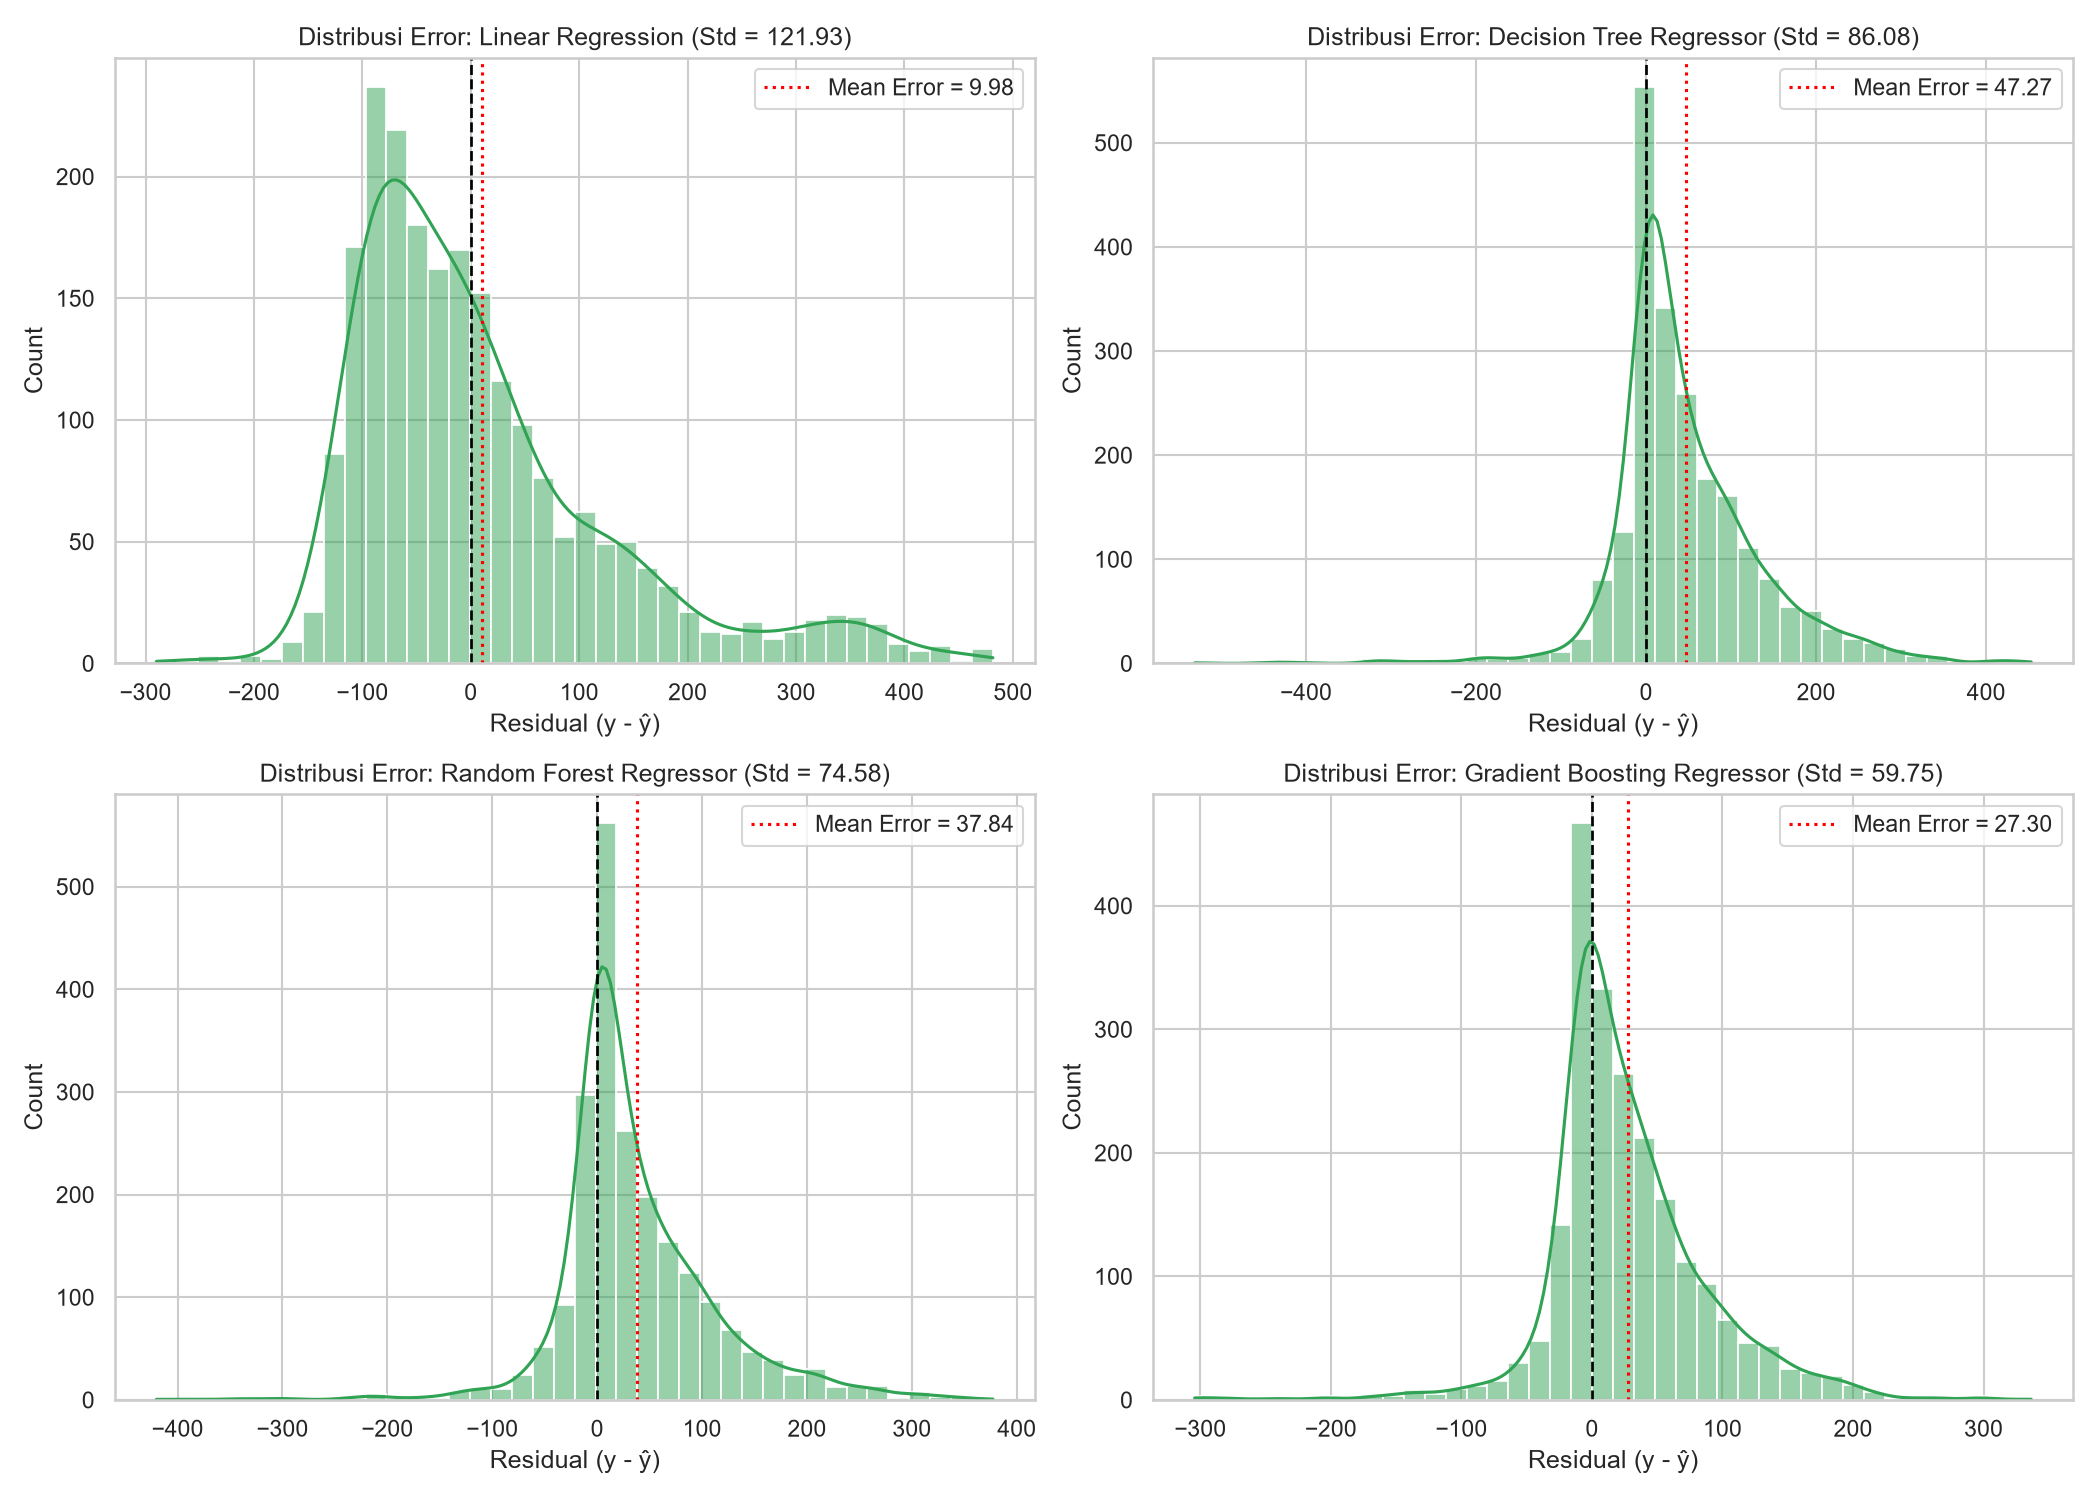 Distribusi Error: Linear Regression (Std = 121.93)
Mean Error = 9.98
Count
200
150
100
50
0
−300 −200 −100 0 100 200 300 400 500
Residual (y - ŷ)
Distribusi Error: Decision Tree Regressor (Std = 86.08)
Mean Error = 47.27
Count
500
400
300
200
100
0
−400 −200 0 200 400
Residual (y - ŷ)
Distribusi Error: Random Forest Regressor (Std = 74.58)
Mean Error = 37.84
Count
500
400
300
200
100
0
−400 −300 −200 −100 0 100 200 300 400
Residual (y - ŷ)
Distribusi Error: Gradient Boosting Regressor (Std = 59.75)
Mean Error = 27.30
Count
400
300
200
100
0
−300 −200 −100 0 100 200 300
Residual (y - ŷ)